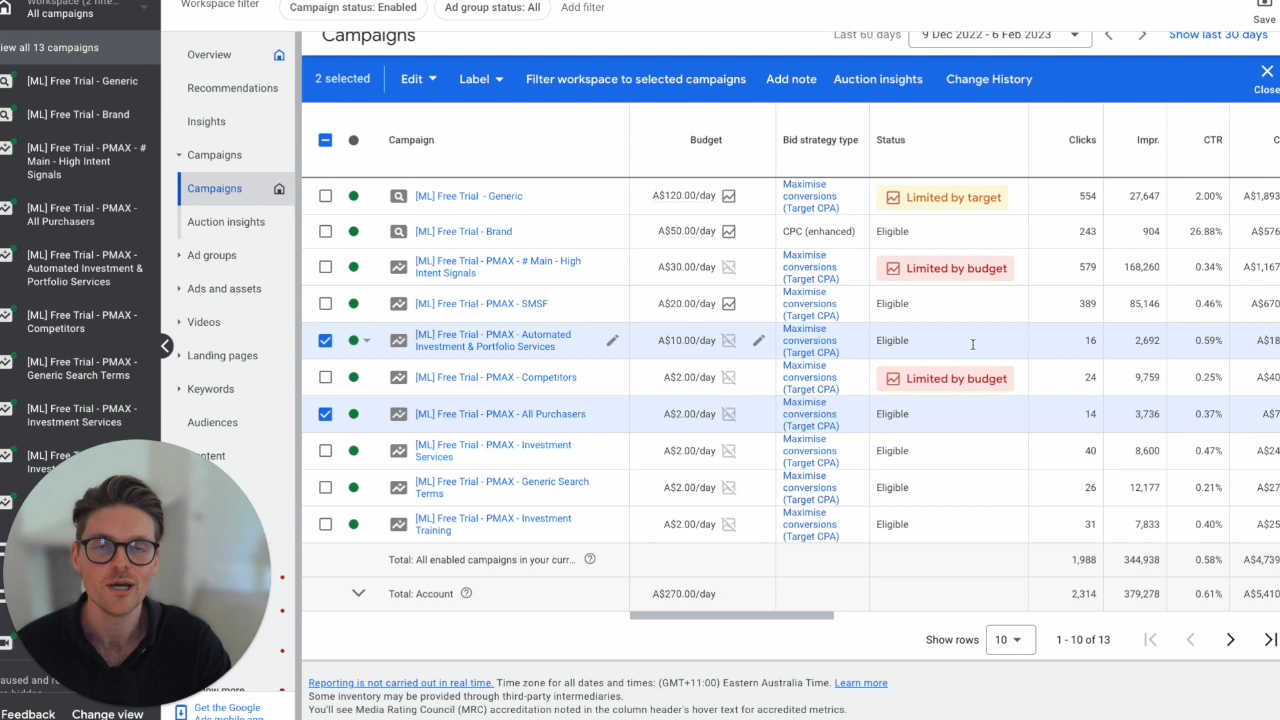 Workspace (2 filte...
All campaigns
Workspace filter
Campaign status: Enabled
Ad group status: All
Add filter
Save
iew all 13 campaigns
[ML] Free Trial - Generic
[ML] Free Trial - Brand
[ML] Free Trial - PMAX - #
Main - High Intent
Signals
[ML] Free Trial - PMAX -
All Purchasers
[ML] Free Trial - PMAX -
Automated Investment &
Portfolio Services
[ML] Free Trial - PMAX -
Competitors
[ML] Free Trial - PMAX -
Generic Search Terms
[ML] Free Trial - PMAX -
Investment Services
[ML] Free Trial - PMAX -
Feedback
Change view
Overview
Recommendations
Insights
Campaigns
Campaigns
Auction insights
Ad groups
Ads and assets
Videos
Landing pages
Keywords
Audiences
ontent
how more
Get the Google
Ads mobile app
Campaigns
Last 60 days
9 Dec 2022 - 6 Feb 2023
Show last 30 days
2 selected
Edit
Label
Filter workspace to selected campaigns
Add note
Auction insights
Change History
Close
Campaign
Budget
Bid strategy type
Status
Clicks
Impr.
CTR
C
[ML] Free Trial - Generic
A$120.00/day
Maximise
conversions
(Target CPA)
Limited by target
554
27,647
2.00%
A$1,893
[ML] Free Trial - Brand
A$50.00/day
CPC (enhanced)
Eligible
243
904
26.88%
A$576
[ML] Free Trial - PMAX - # Main - High
Intent Signals
A$30.00/day
Maximise
conversions
(Target CPA)
Limited by budget
579
168,260
0.34%
A$1,167
[ML] Free Trial - PMAX - SMSF
A$20.00/day
Maximise
conversions
(Target CPA)
Eligible
389
85,146
0.46%
A$670
[ML] Free Trial - PMAX - Automated
Investment & Portfolio Services
A$10.00/day
Maximise
conversions
(Target CPA)
Eligible
16
2,692
0.59%
A$18
[ML] Free Trial - PMAX - Competitors
A$2.00/day
Maximise
conversions
(Target CPA)
Limited by budget
24
9,759
0.25%
A$40
[ML] Free Trial - PMAX - All Purchasers
A$2.00/day
Maximise
conversions
(Target CPA)
Eligible
14
3,736
0.37%
A$7
[ML] Free Trial - PMAX - Investment
Services
A$2.00/day
Maximise
conversions
(Target CPA)
Eligible
40
8,600
0.47%
A$24
[ML] Free Trial - PMAX - Generic Search
Terms
A$2.00/day
Maximise
conversions
(Target CPA)
Eligible
26
12,177
0.21%
A$27
[ML] Free Trial - PMAX - Investment
Training
A$2.00/day
Maximise
conversions
(Target CPA)
Eligible
31
7,833
0.40%
A$25
Total: All enabled campaigns in your curr...
1,988
344,938
0.58%
A$4,739
Total: Account
A$270.00/day
2,314
379,278
0.61%
A$5,410
Show rows
10
1 - 10 of 13
Reporting is not carried out in real time. Time zone for all dates and times: (GMT+11:00) Eastern Australia Time. Learn more
Some inventory may be provided through third-party intermediaries.
You'll see Media Rating Council (MRC) accreditation noted in the column header's hover text for accredited metrics.